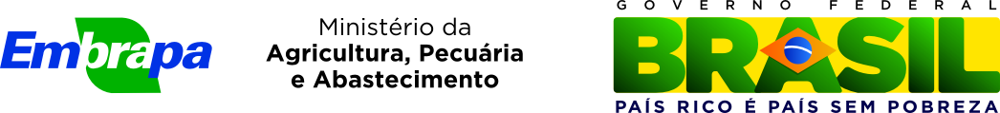 Embrapa
Ministério da
Agricultura, Pecuária
e Abastecimento
GOVERNO FEDERAL
BRASIL
PAÍS RICO É PAÍS SEM POBREZA